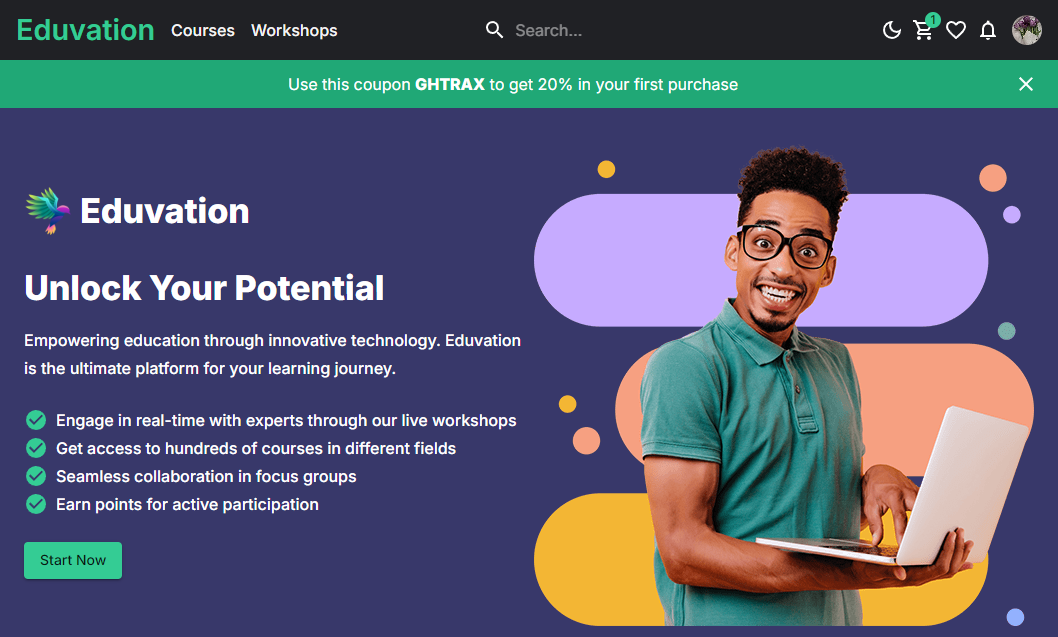 Eduvation Courses Workshops Search... 1
Use this coupon GHTRAX to get 20% in your first purchase
Eduvation
Unlock Your Potential
Empowering education through innovative technology. Eduvation
is the ultimate platform for your learning journey.
Engage in real-time with experts through our live workshops
Get access to hundreds of courses in different fields
Seamless collaboration in focus groups
Earn points for active participation
Start Now